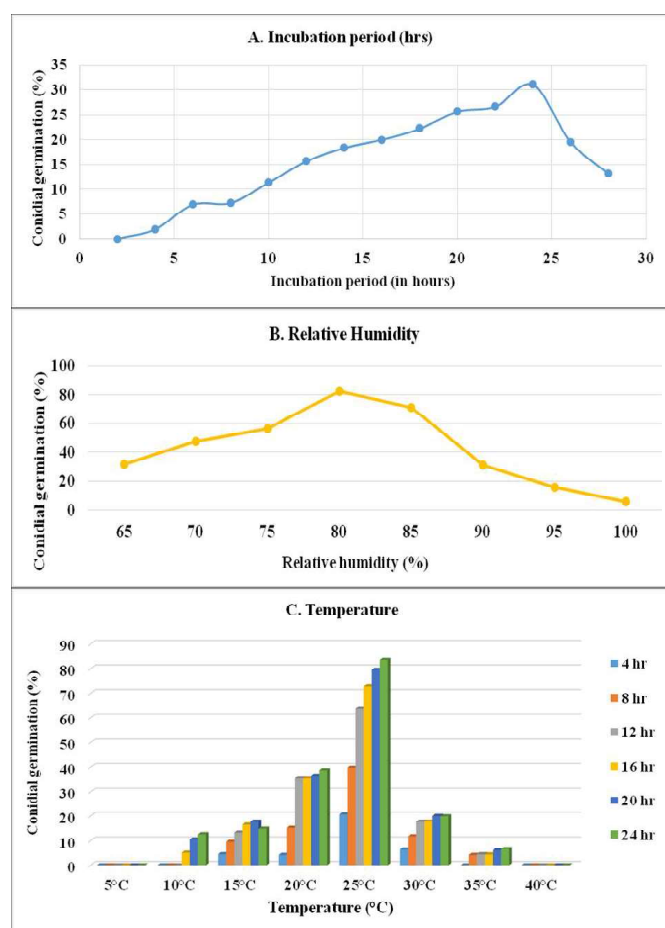 A. Incubation period (hrs)
35
30
25
20
15
10
5
0
Conidial germination (%)
0 5 10 15 20 25 30
Incubation period (in hours)
B. Relative Humidity
100
80
60
40
20
0
Conidial germination (%)
65 70 75 80 85 90 95 100
Relative humidity (%)
C. Temperature
90
80
70
60
50
40
30
20
10
0
Conidial germination (%)
5°C 10°C 15°C 20°C 25°C 30°C 35°C 40°C
Temperature (°C)
4 hr
8 hr
12 hr
16 hr
20 hr
24 hr